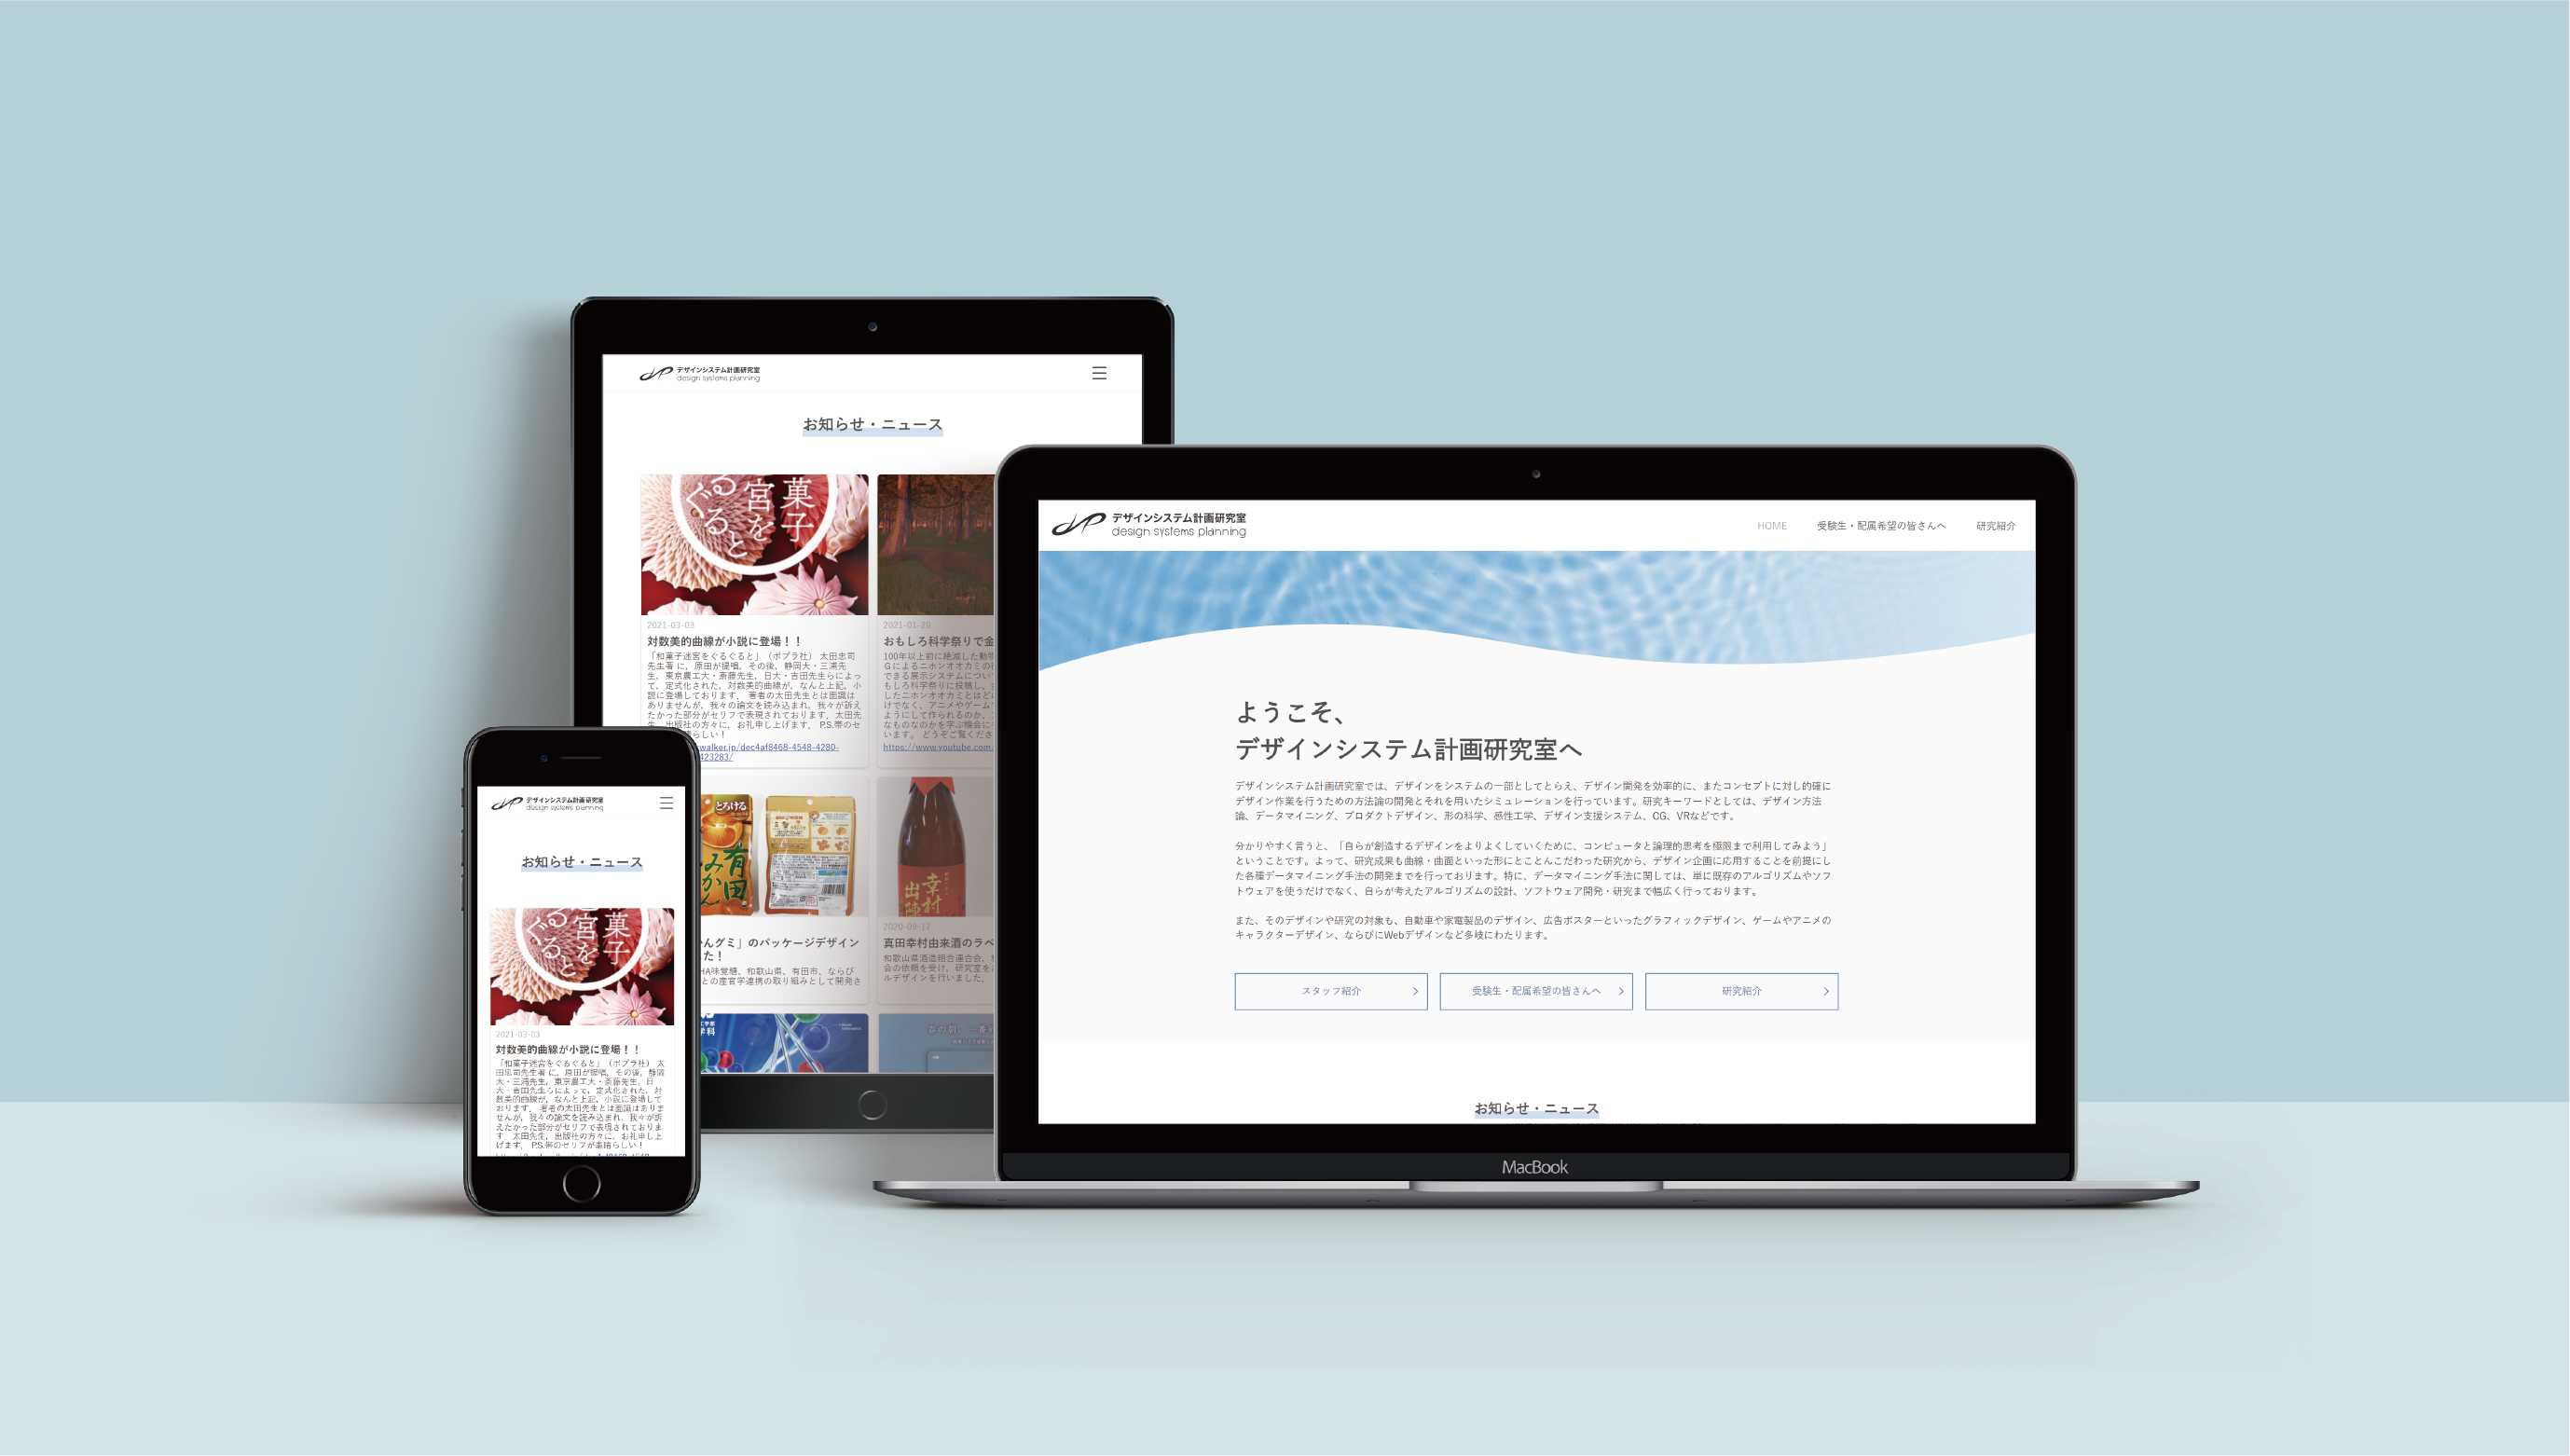 デザインシステム計画研究室
design systems planning
お知らせ・ニュース
菓子
宮を
ぐると
2021-03-03
対数美的曲線が小説に登場！！
「和菓子迷宮をぐるぐると」（ポプラ社） 太田忠司
先生著 に，原田が提唱，その後，静岡大・三浦先
生，東京農工大・斎藤先生，日大・吉田先生らによっ
て，定式化された，対数美的曲線が，なんと上記，小
説に登場しております． 著者の太田先生とは面識は
ありませんが，我々の論文を読み込まれ，我々が訴え
たかった部分がセリフで表現されております．太田先
生，出版社の方々に，お礼申し上げます． P.S.帯のセ
らしい！
walker.jp/dec4af8468-4548-4280-
423283/
2021-01-29
おもしろ科学祭りで金
100年以上前に絶滅した動
Ｇによるニホンオオカミの
できる展示システムについ
もしろ科学祭りに投稿し，
したニホンオオカミとはど
けでなく，アニメやゲーム
ようにして作られるのか，
なものなのかを学ぶ機会に
います． どうぞご覧くださ
https://www.youtube.com
とろける
有田
みかん
んグミ」のパッケージデザイン
た！
HA味覚糖、和歌山県、有田市、ならび
との産官学連携の取り組みとして開発さ
幸村
出陣
2020-09-17
真田幸村由来酒のラベ
和歌山県酒造組合連合会，
会の依頼を受け，研究室を
ルデザインを行いました．
デザインシステム計画研究室
design systems planning
お知らせ・ニュース
菓子
宮を
ぐると
2021-03-03
対数美的曲線が小説に登場！！
「和菓子迷宮をぐるぐると」（ポプラ社） 太
田忠司先生著 に，原田が提唱，その後，静岡
大・三浦先生，東京農工大・斎藤先生，日
大・吉田先生らによって，定式化された，対
数美的曲線が，なんと上記，小説に登場して
おります． 著者の太田先生とは面識はありま
せんが，我々の論文を読み込まれ，我々が訴
えたかった部分がセリフで表現されておりま
す．太田先生，出版社の方々に，お礼申し上
げます． P.S.帯のセリフが素晴らしい！
デザインシステム計画研究室
design systems planning
HOME 受験生・配属希望の皆さんへ 研究紹介
ようこそ、
デザインシステム計画研究室へ
デザインシステム計画研究室では、デザインをシステムの一部としてとらえ、デザイン開発を効率的に、またコンセプトに対し的確に
デザイン作業を行うための方法論の開発とそれを用いたシミュレーションを行っています。研究キーワードとしては、デザイン方法
論、データマイニング、プロダクトデザイン、形の科学、感性工学、デザイン支援システム、CG、VRなどです。
分かりやすく言うと、「自らが創造するデザインをよりよくしていくために、コンピュータと論理的思考を極限まで利用してみよう」
ということです。よって、研究成果も曲線・曲面といった形にとことんこだわった研究から、デザイン企画に応用することを前提にし
た各種データマイニング手法の開発までを行っております。特に、データマイニング手法に関しては、単に既存のアルゴリズムやソフ
トウェアを使うだけでなく、自らが考えたアルゴリズムの設計、ソフトウェア開発・研究まで幅広く行っております。
また、そのデザインや研究の対象も、自動車や家電製品のデザイン、広告ポスターといったグラフィックデザイン、ゲームやアニメの
キャラクターデザイン、ならびにWebデザインなど多岐にわたります。
スタッフ紹介
受験生・配属希望の皆さんへ
研究紹介
お知らせ・ニュース
MacBook